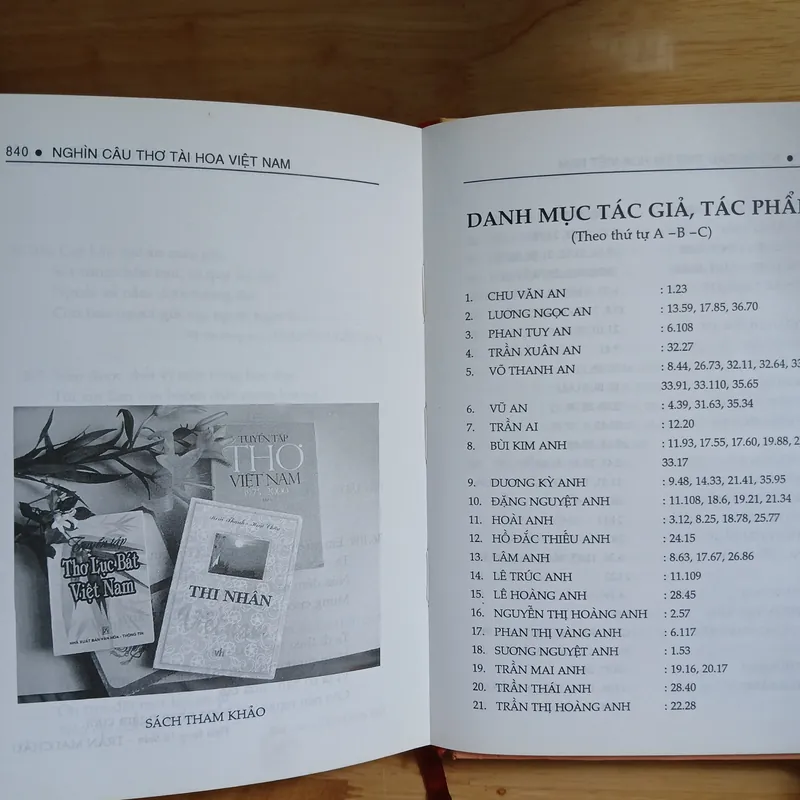 840 • NGHÌN CÂU THƠ TÀI HOA VIỆT NAM
TUYỂN TẬP
THƠ
VIỆT NAM
Thơ Lục Bát
Việt Nam
NHÀ XUẤT BẢN VĂN HÓA - THÔNG TIN
THI NHÂN
vh
SÁCH THAM KHẢO
DANH MỤC TÁC GIẢ, TÁC PHẨ
(Theo thứ tự A –B –C)
1. CHU VĂN AN : 1.23
2. LƯƠNG NGỌC AN : 13.59, 17.85, 36.70
3. PHAN TUY AN : 6.108
4. TRẦN XUÂN AN : 32.27
5. VÕ THANH AN : 8.44, 26.73, 32.11, 32.64, 33
33.91, 33.110, 35.65
6. VŨ AN : 4.39, 31.63, 35.34
7. TRẦN AI : 12.20
8. BÙI KIM ANH : 11.93, 17.55, 17.60, 19.88, 2
33.17
9. DƯƠNG KỲ ANH : 9.48, 14.33, 21.41, 35.95
10. ĐẶNG NGUYỆT ANH : 11.108, 18.6, 19.21, 21.34
11. HOÀI ANH : 3.12, 8.25, 18.78, 25.77
12. HỒ ĐẮC THIẾU ANH : 24.15
13. LÂM ANH : 8.63, 17.67, 26.86
14. LÊ TRÚC ANH : 11.109
15. LÊ HOÀNG ANH : 28.45
16. NGUYỄN THỊ HOÀNG ANH : 2.57
17. PHAN THỊ VÀNG ANH : 6.117
18. SƯƠNG NGUYỆT ANH : 1.53
19. TRẦN MAI ANH : 19.16, 20.17
20. TRẦN THÁI ANH : 28.40
21. TRẦN THỊ HOÀNG ANH : 22.28